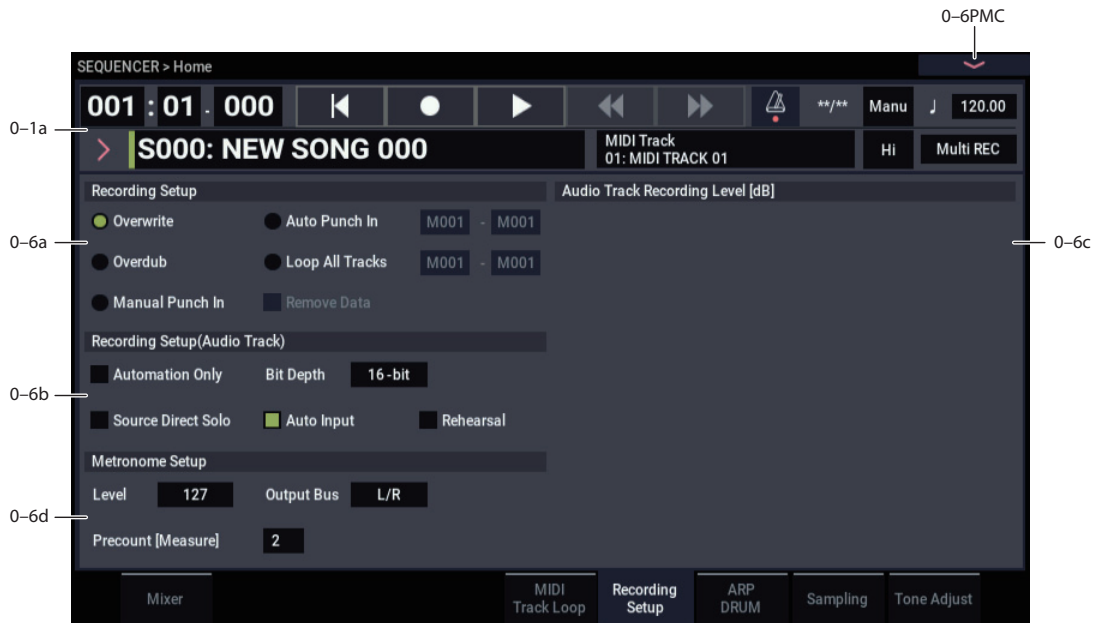 0–6PMC
SEQUENCER > Home
001 : 01 . 000
**/**
Manu
♩ 120.00
0–1a
S000: NEW SONG 000
MIDI Track
01: MIDI TRACK 01
Hi
Multi REC
Recording Setup
Audio Track Recording Level [dB]
0–6a
Overwrite
Auto Punch In
M001 - M001
0–6c
Overdub
Loop All Tracks
M001 - M001
Manual Punch In
Remove Data
Recording Setup(Audio Track)
0–6b
Automation Only
Bit Depth
16-bit
Source Direct Solo
Auto Input
Rehearsal
Metronome Setup
0–6d
Level
127
Output Bus
L/R
Precount [Measure]
2
Mixer
MIDI
Track Loop
Recording
Setup
ARP
DRUM
Sampling
Tone Adjust